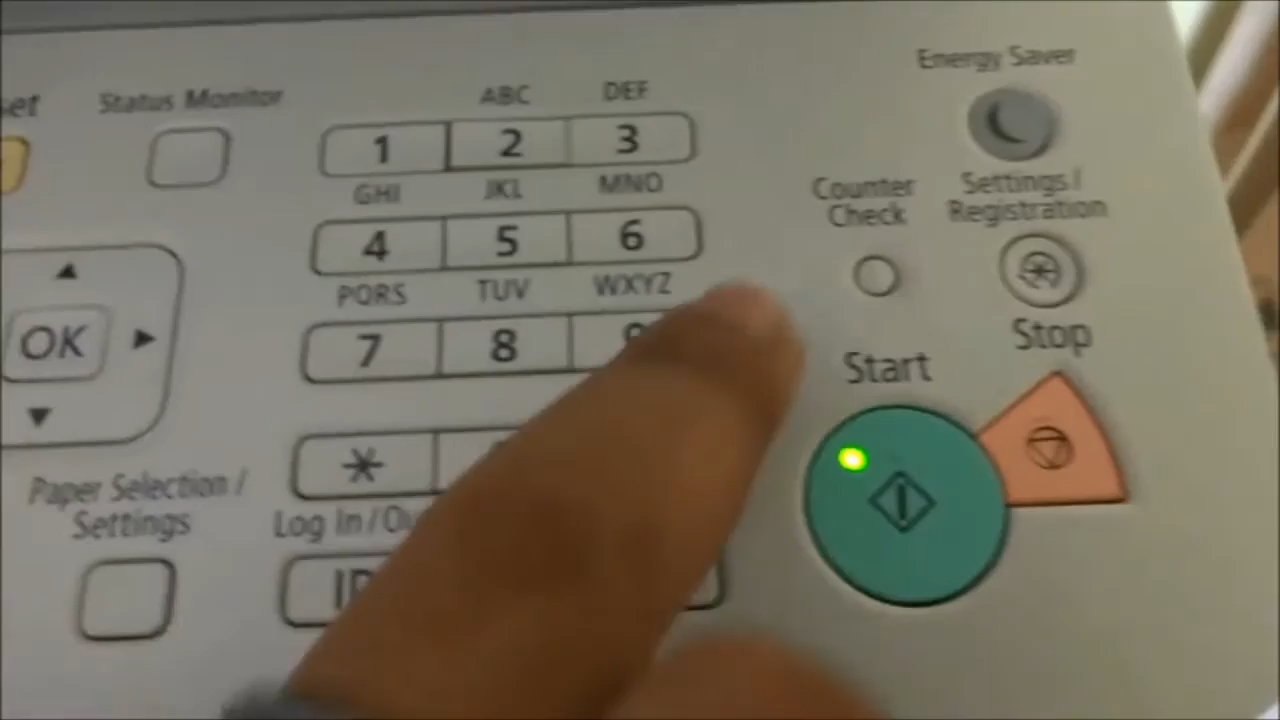 Energy Saver
Status Monitor
ABC
DEF
1
2
3
GHI
JKL
MNO
Counter
Check
Settings /
Registration
4
5
6
PQRS
TUV
WXYZ
OK
7
8
9
Start
Stop
Paper Selection /
Settings
*
Log In / Ou
ID